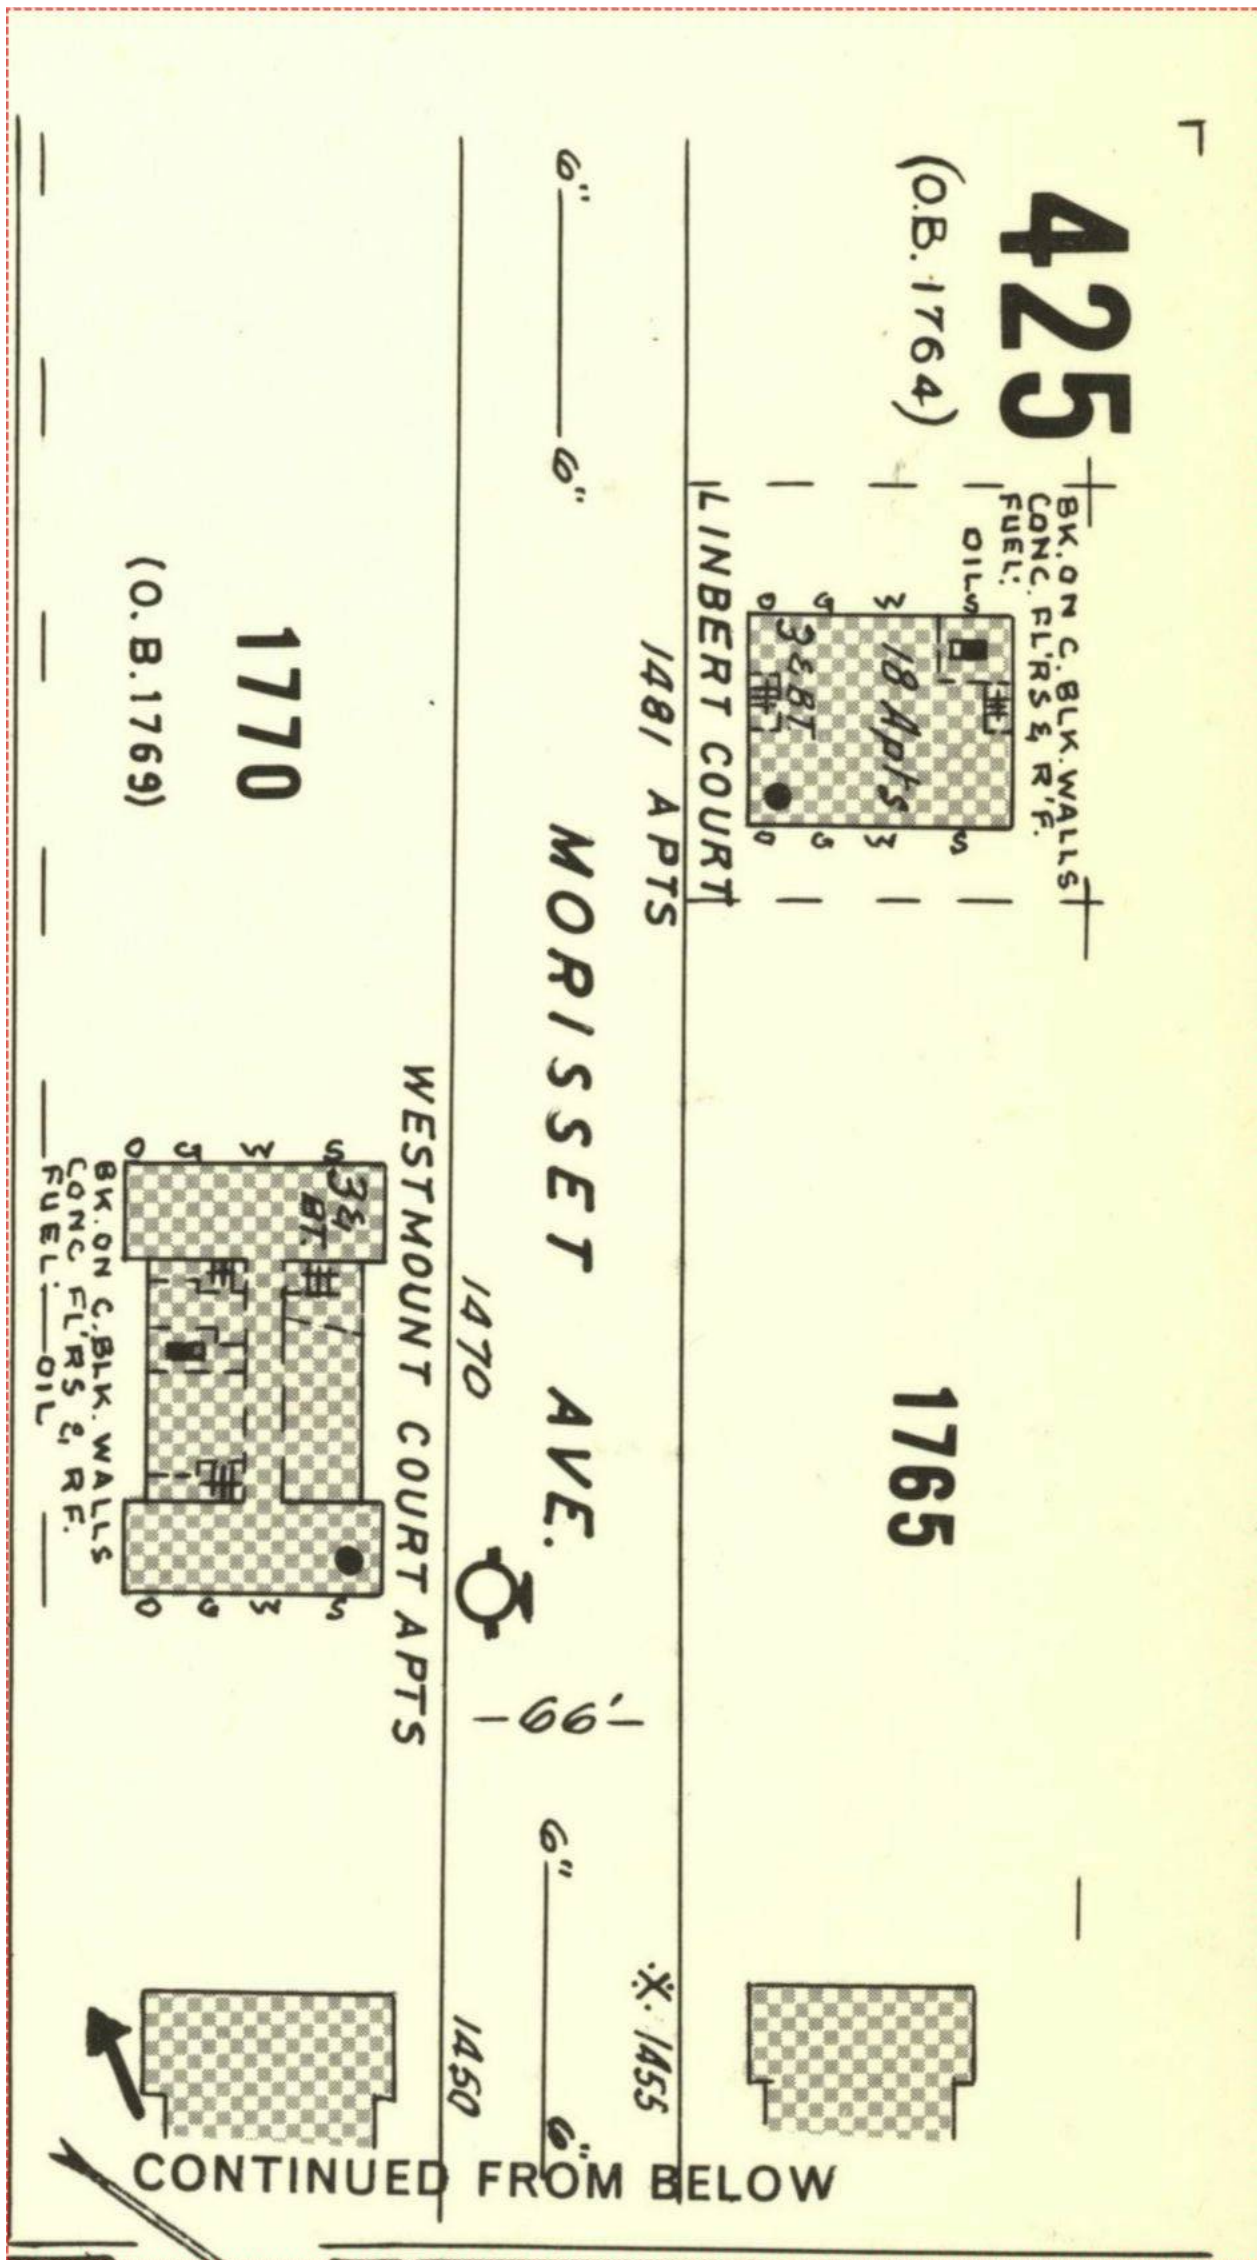 425
(O.B. 1764)
BK. ON C. BLK. WALLS
CONC. FL'RS & R'F.
FUEL:
OIL
S
W
G
O
18 Apts
3&BT
S
W
G
O
LINBERT COURT
1481 APTS
6"
6"
MORISSET AVE.
66'
6"
6"
1765
※ 1455
1770
(O. B. 1769)
WESTMOUNT COURT APTS
1470
1450
S
W
G
O
3&
BT.
S
W
G
O
BK. ON C. BLK. WALLS
CONC FL'RS & RF.
FUEL: OIL
CONTINUED FROM BELOW